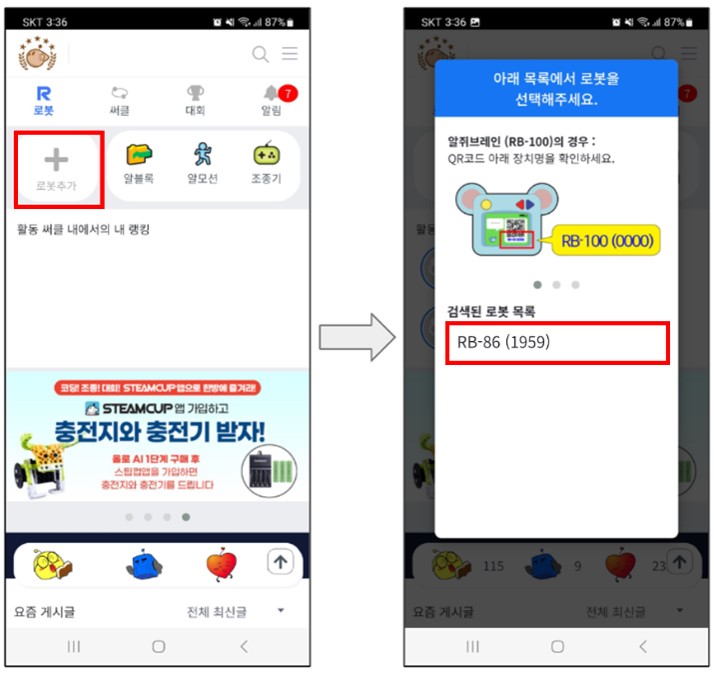 SKT 3:36
87%
로봇
써클
대회
알림
7
로봇추가
알블록
알모션
조종기
활동 써클 내에서의 내 랭킹
코딩! 조종! 대회! STEAMCUP앱으로 한방에 즐겨라!
STEAMCUP 앱 가입하고
충전지와 충전기 받자!
올로 AI 1단계 구매 후
스팀컵앱을 가입하면
충전지와 충전기를 드립니다
요즘 게시글
전체 최신글
SKT 3:36
87%
7
아래 목록에서 로봇을
선택해주세요.
알쥐브레인 (RB-100)의 경우 :
QR코드 아래 장치명을 확인하세요.
RB-100 (0000)
검색된 로봇 목록
RB-86 (1959)
115
9
23
요즘 게시글
전체 최신글